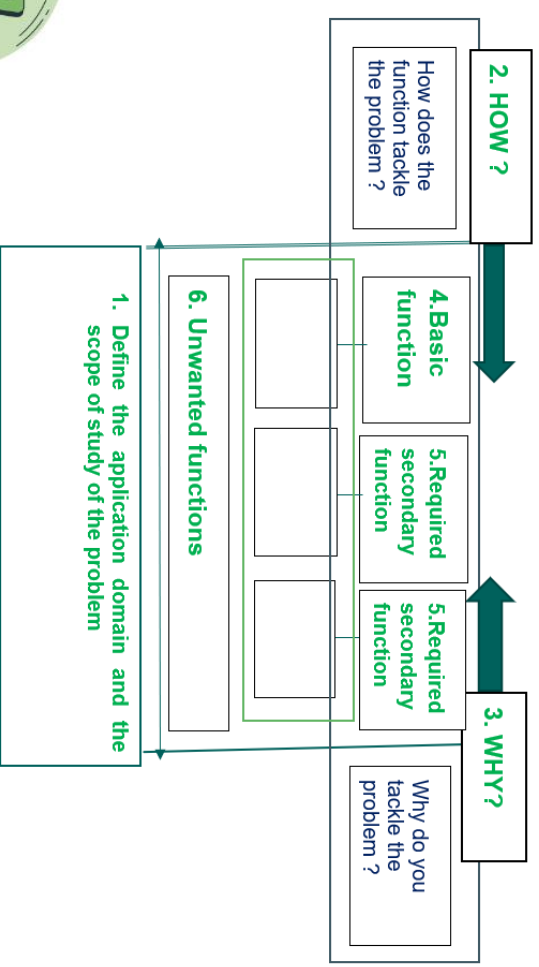 2. HOW ?
3. WHY?
How does the
function tackle
the problem ?
4.Basic
function
5.Required
secondary
function
5.Required
secondary
function
Why do you
tackle the
problem ?
6. Unwanted functions
1. Define the application domain and the
scope of study of the problem